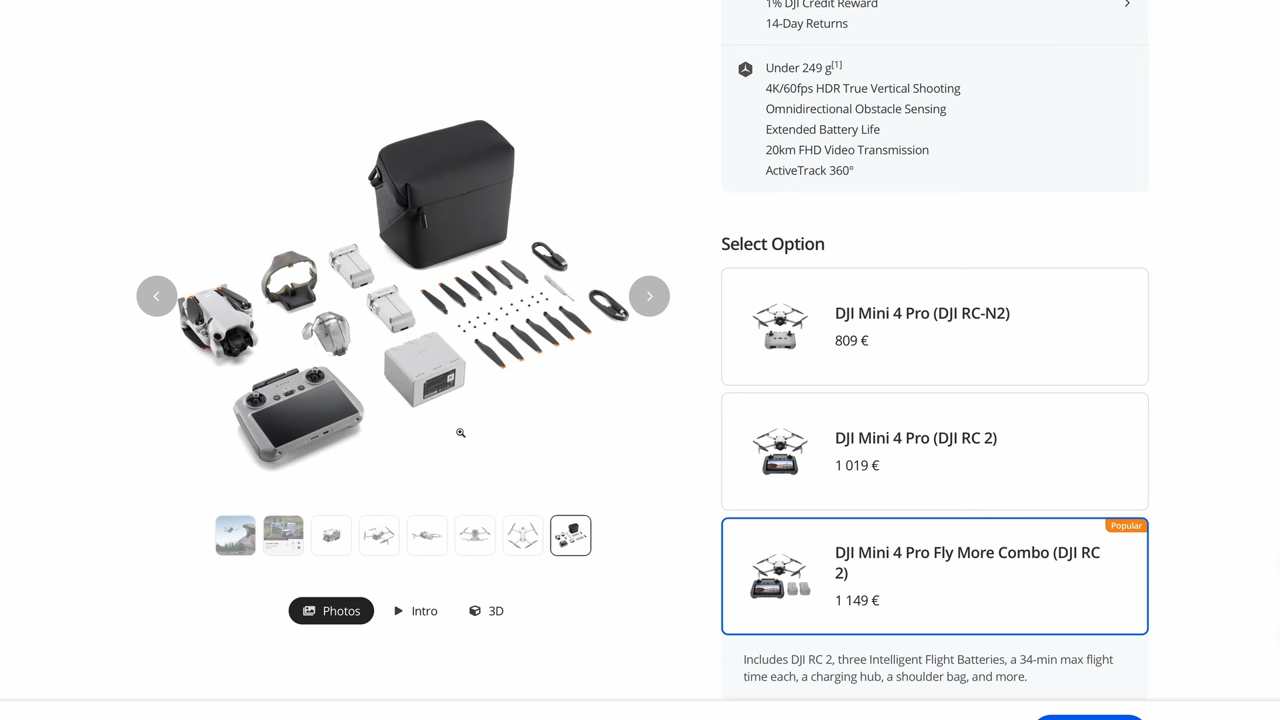 1% DJI Credit Reward
14-Day Returns
Under 249 g[1]
4K/60fps HDR True Vertical Shooting
Omnidirectional Obstacle Sensing
Extended Battery Life
20km FHD Video Transmission
ActiveTrack 360°
Select Option
DJI Mini 4 Pro (DJI RC-N2)
809 €
DJI Mini 4 Pro (DJI RC 2)
1 019 €
Popular
DJI Mini 4 Pro Fly More Combo (DJI RC
2)
1 149 €
Includes DJI RC 2, three Intelligent Flight Batteries, a 34-min max flight
time each, a charging hub, a shoulder bag, and more.
Photos
Intro
3D